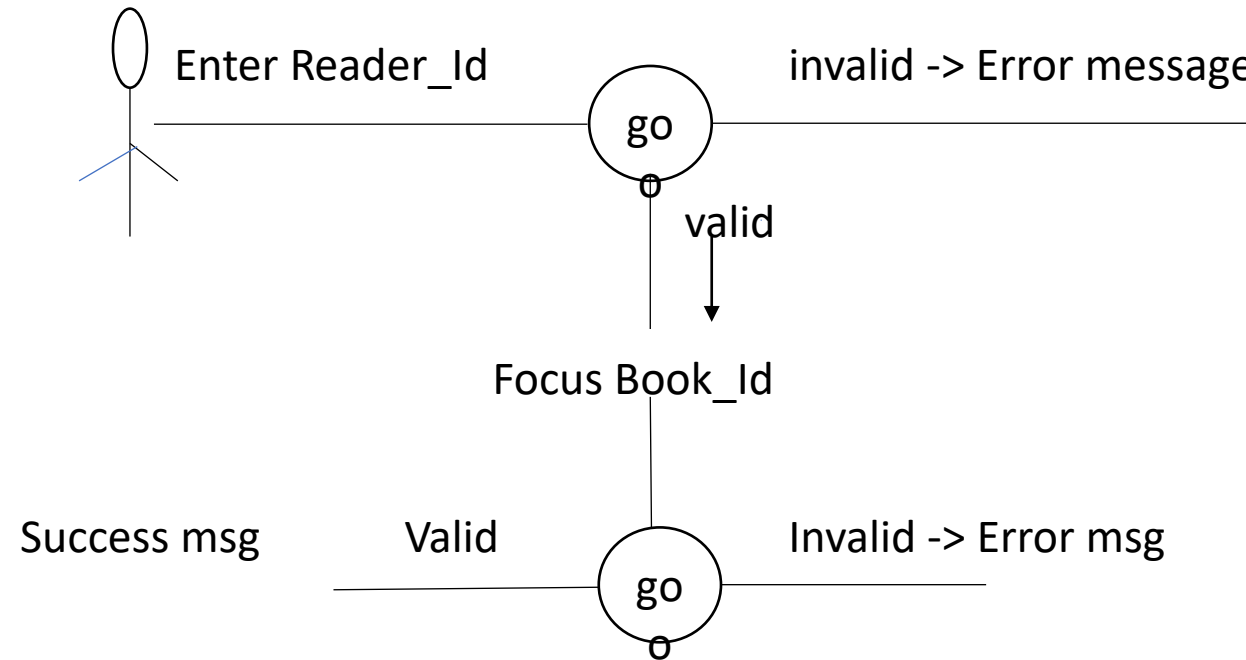 Enter Reader_Id
invalid -> Error message
go
o
valid
Focus Book_Id
Success msg
Valid
Invalid -> Error msg
go
o